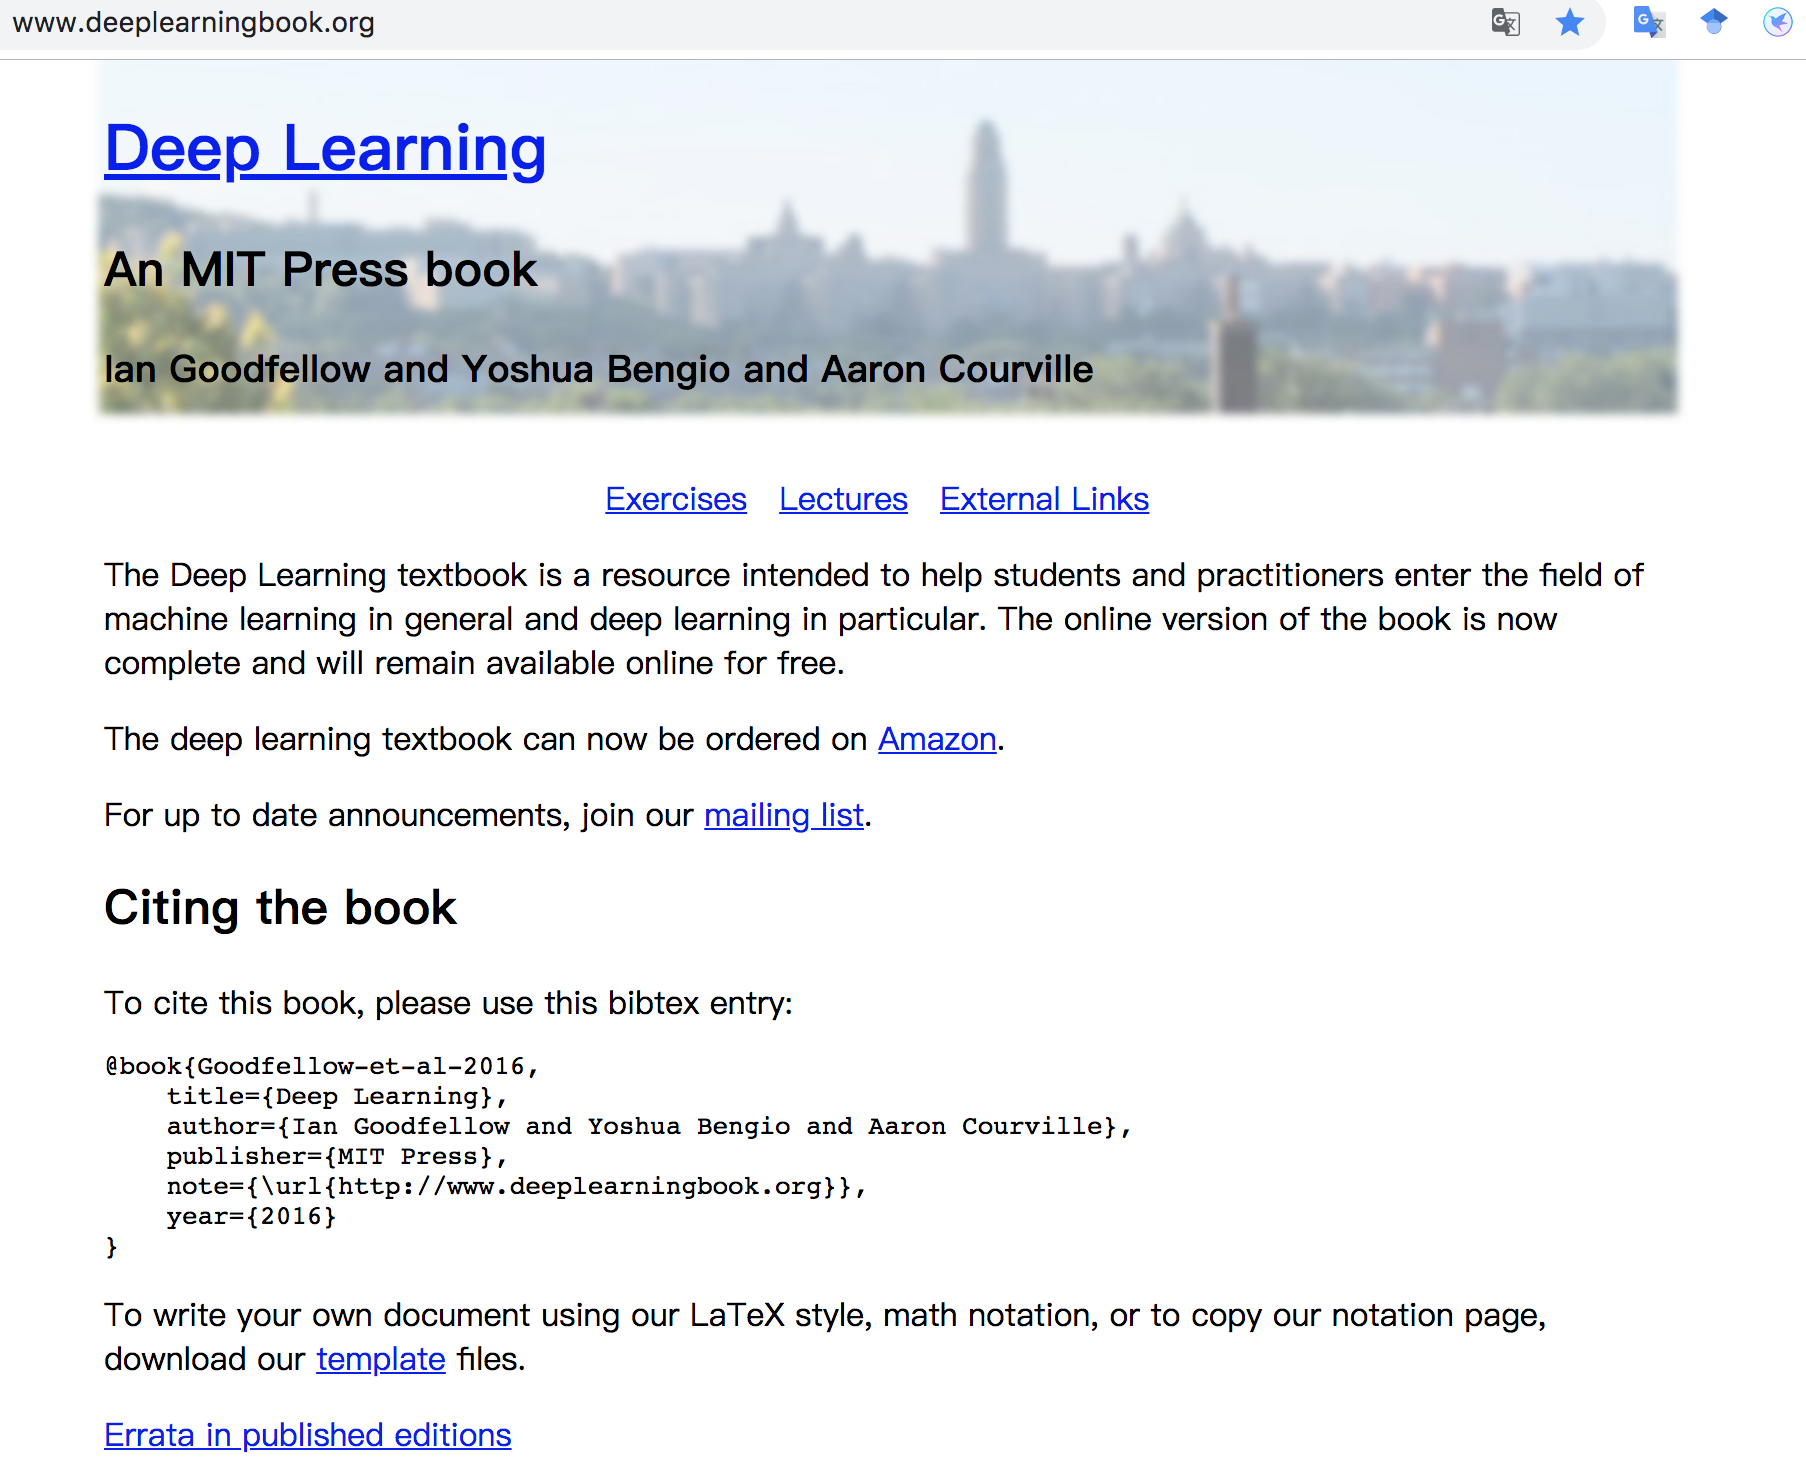 www.deeplearningbook.org
Deep Learning
An MIT Press book
Ian Goodfellow and Yoshua Bengio and Aaron Courville
Exercises Lectures External Links
The Deep Learning textbook is a resource intended to help students and practitioners enter the field of
machine learning in general and deep learning in particular. The online version of the book is now
complete and will remain available online for free.
The deep learning textbook can now be ordered on Amazon.
For up to date announcements, join our mailing list.
Citing the book
To cite this book, please use this bibtex entry:
@book{Goodfellow-et-al-2016,
    title={Deep Learning},
    author={Ian Goodfellow and Yoshua Bengio and Aaron Courville},
    publisher={MIT Press},
    note={\url{http://www.deeplearningbook.org}},
    year={2016}
}
To write your own document using our LaTeX style, math notation, or to copy our notation page,
download our template files.
Errata in published editions